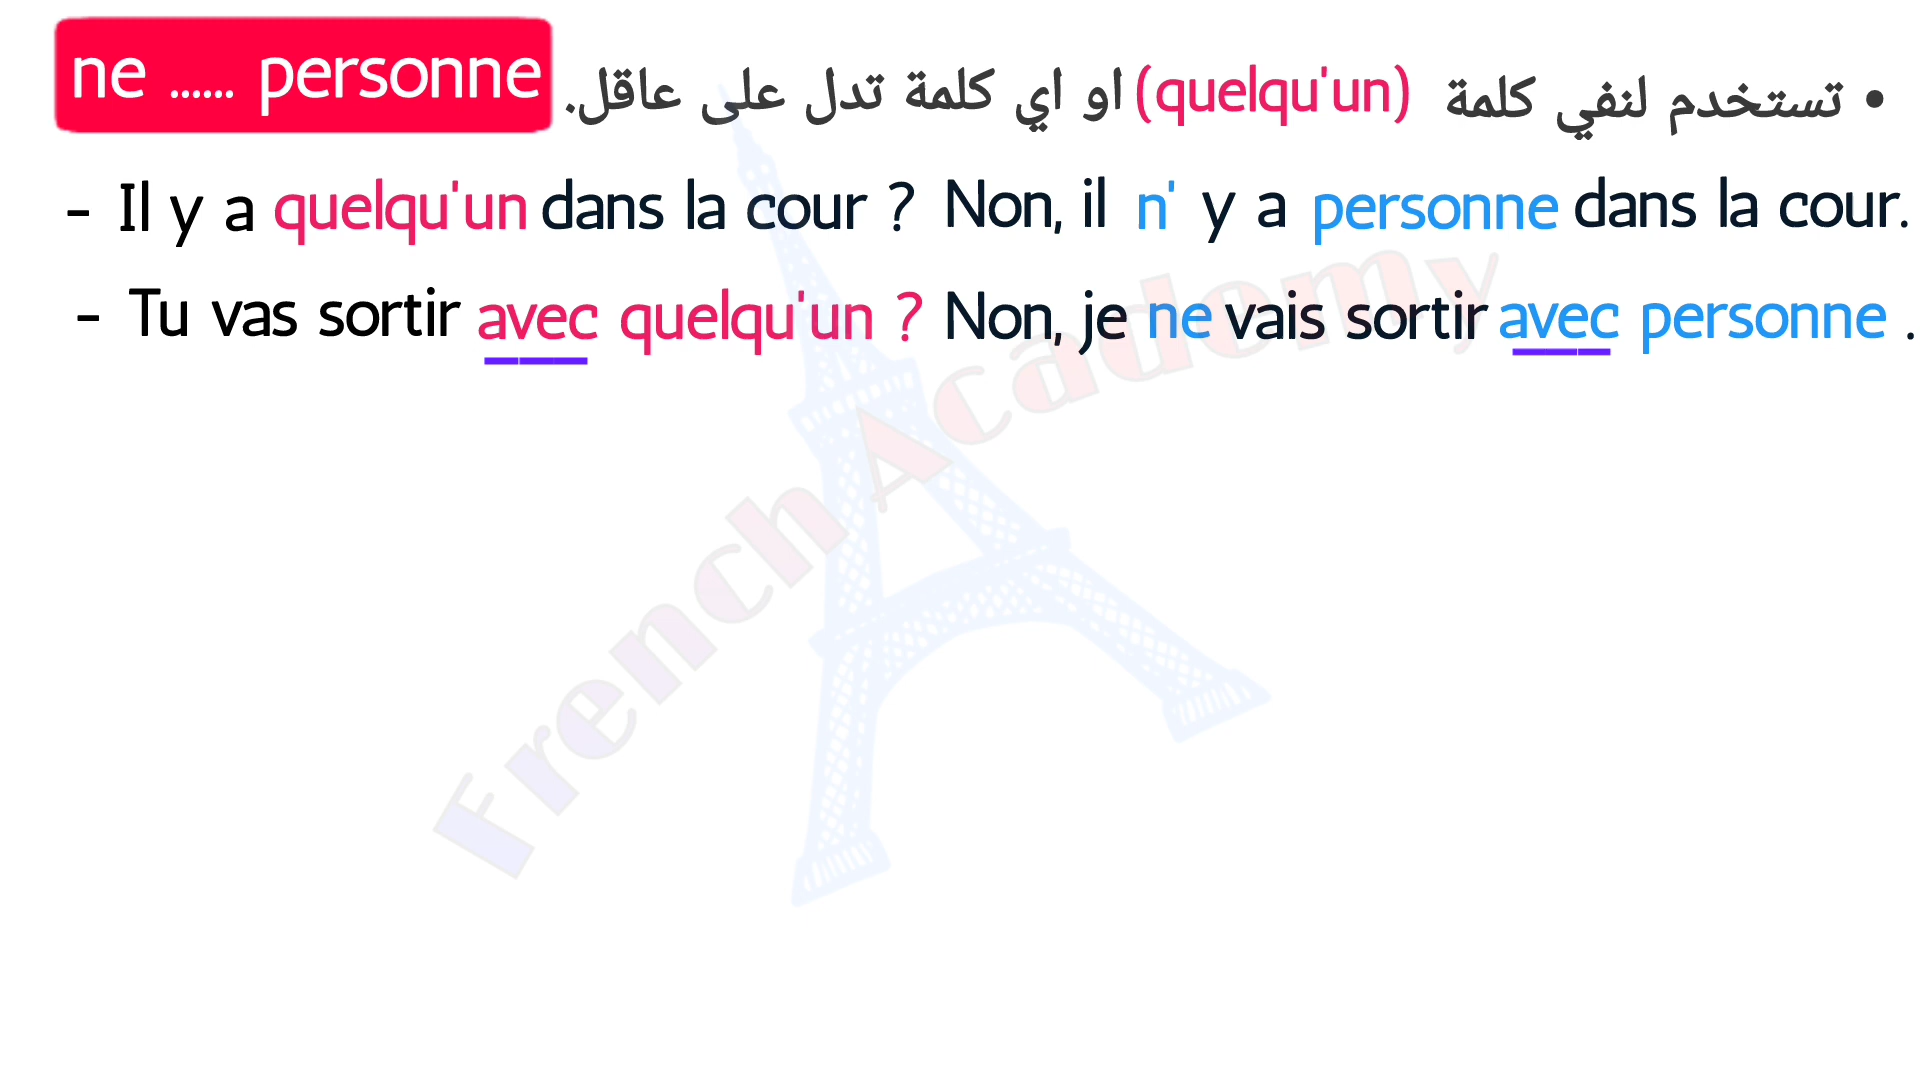 ne ...... personne
• تستخدم لنفي كلمة (quelqu'un) او اي كلمة تدل على عاقل.
- Il y a quelqu'un dans la cour ? Non, il n' y a personne dans la cour.
- Tu vas sortir avec quelqu'un ? Non, je ne vais sortir avec personne .
French Academy